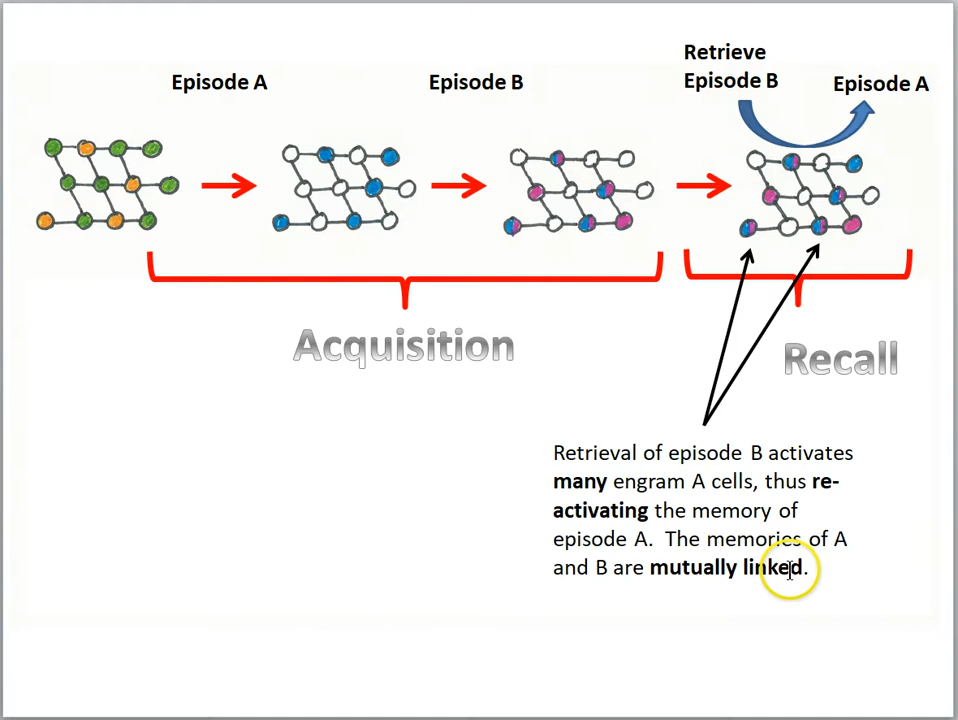 Episode A
Episode B
Retrieve
Episode B
Episode A
Acquisition
Recall
Retrieval of episode B activates
many engram A cells, thus re-
activating the memory of
episode A. The memories of A
and B are mutually linked.